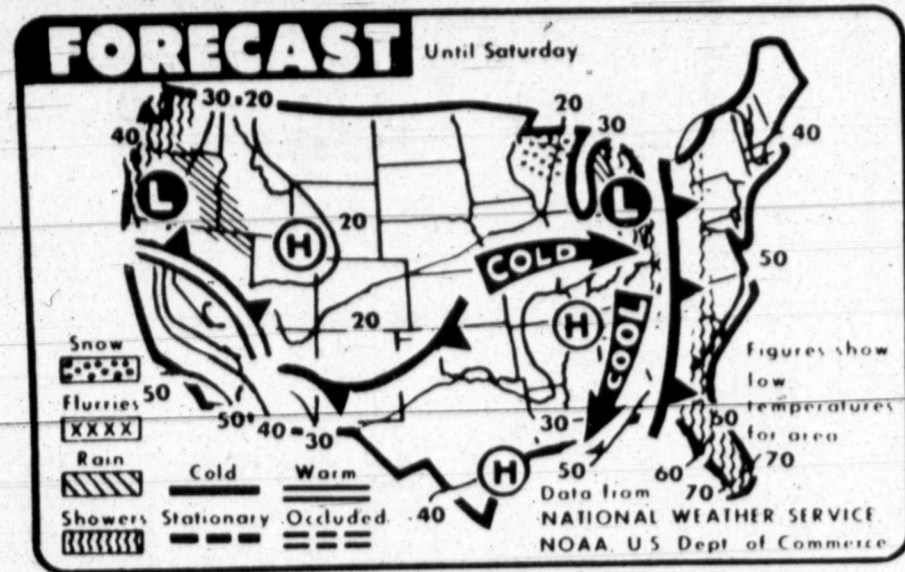 FORECAST Until Saturday
30 20 20 30
40 40
L L
H 20
COLD 50
20 H COOL
Snow
Figures show
low
temperatures
for area
Flurries
50 50 40 30 30 60
Rain
Cold Warm
H 50 60 70 70
Showers Stationary Occluded
40
Data from
NATIONAL WEATHER SERVICE
NOAA U S Dept of Commerce